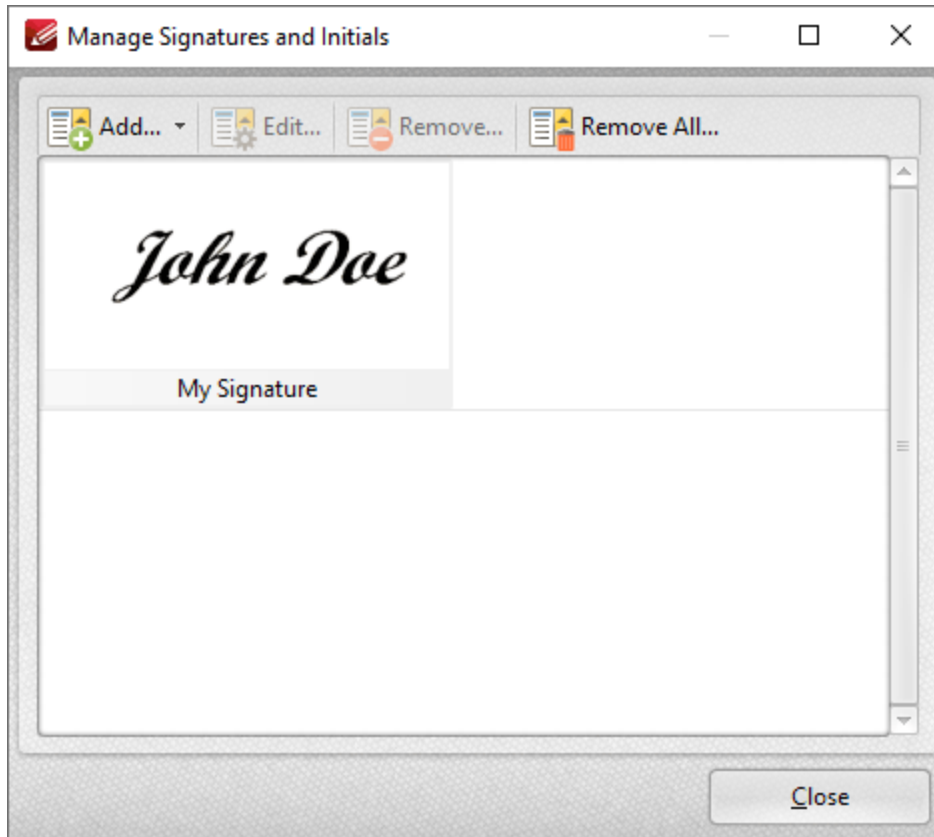 Manage Signatures and Initials
Add... Edit... Remove... Remove All...
John Doe
My Signature
Close